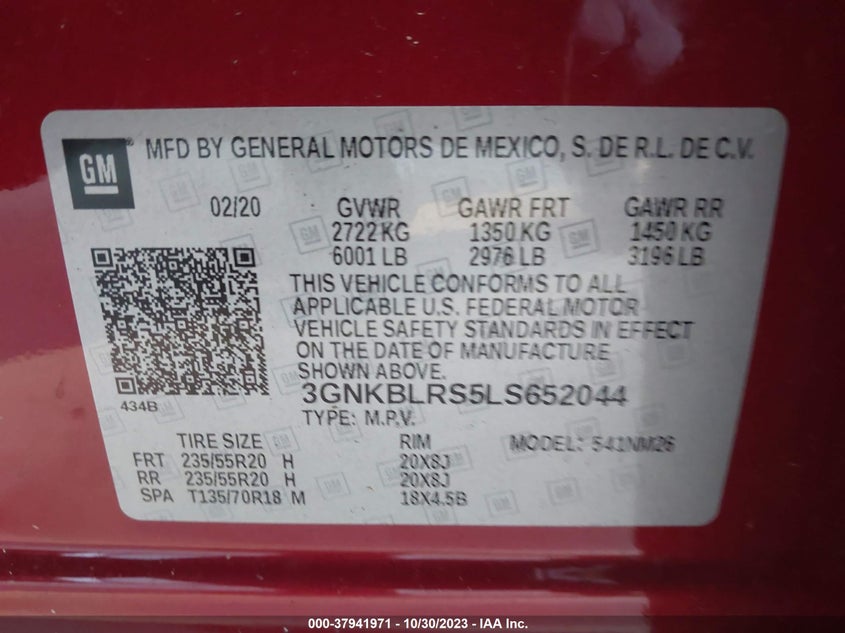 GM ® MFD BY GENERAL MOTORS DE MEXICO, S. DE R.L. DE C.V.
02/20 GVWR GAWR FRT GAWR RR
2722 KG 1350 KG 1450 KG
6001 LB 2976 LB 3196 LB
THIS VEHICLE CONFORMS TO ALL
APPLICABLE U.S. FEDERAL MOTOR
VEHICLE SAFETY STANDARDS IN EFFECT
ON THE DATE OF MANUFACTURE
SHOWN ABOVE.
434B 3GNKBLRS5LS652044
TYPE: M.P.V.
TIRE SIZE RIM MODEL: 541NM26
FRT 235/55R20 H 20X8J
RR 235/55R20 H 20X8J
SPA T135/70R18 M 18X4.5B
000-37941971 - 10/30/2023 - IAA Inc.